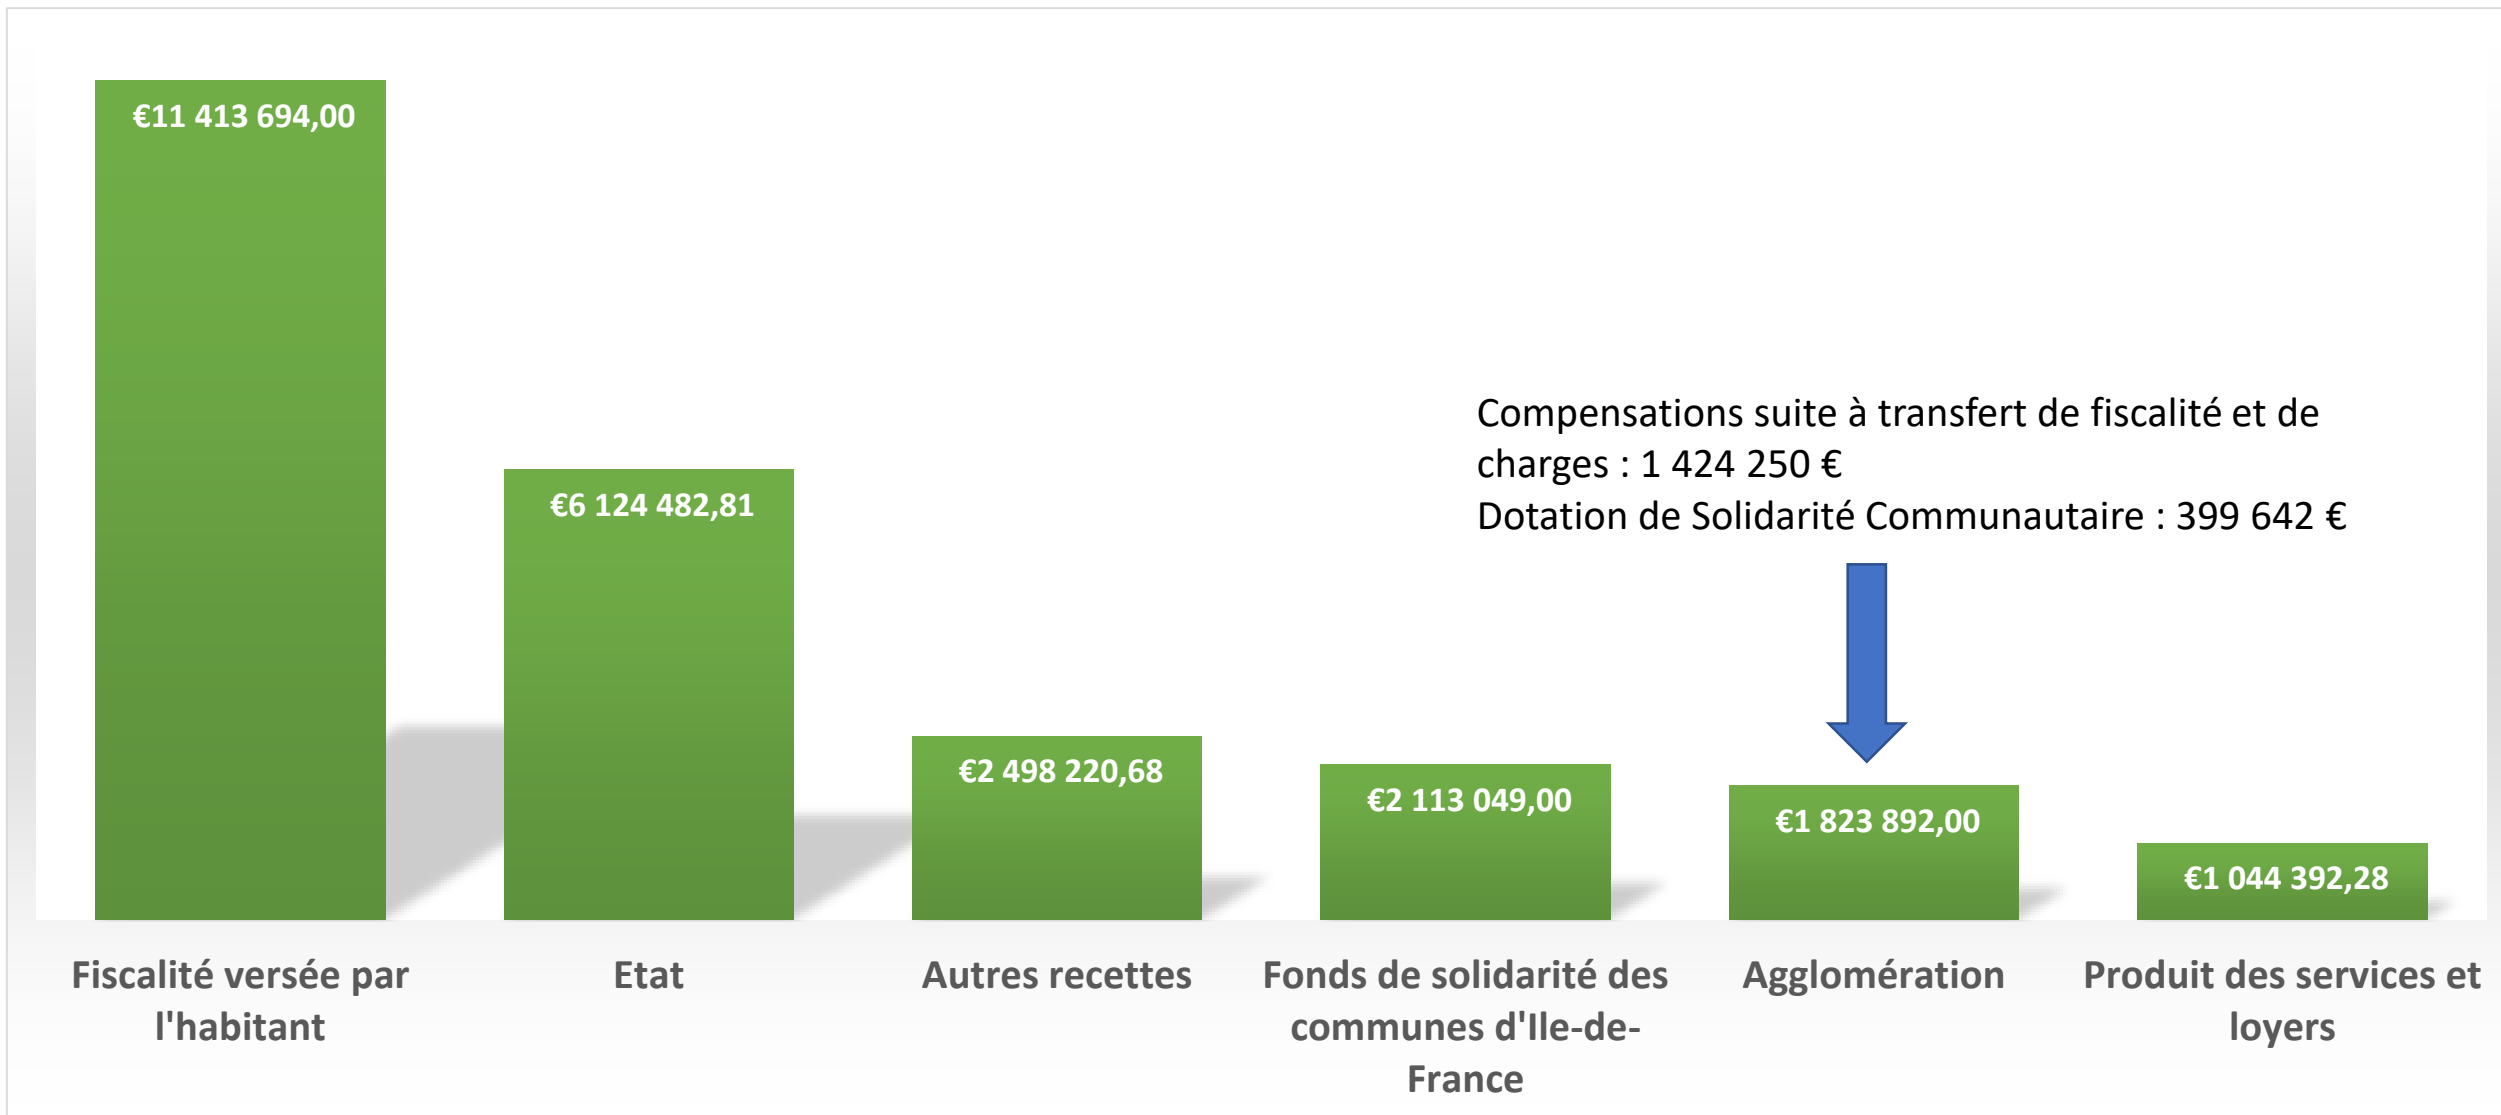 €11 413 694,00
€6 124 482,81
€2 498 220,68
€2 113 049,00
€1 823 892,00
€1 044 392,28
Compensations suite à transfert de fiscalité et de
charges : 1 424 250 €
Dotation de Solidarité Communautaire : 399 642 €
Fiscalité versée par
l'habitant
Etat
Autres recettes
Fonds de solidarité des
communes d'Ile-de-
France
Agglomération
Produit des services et
loyers